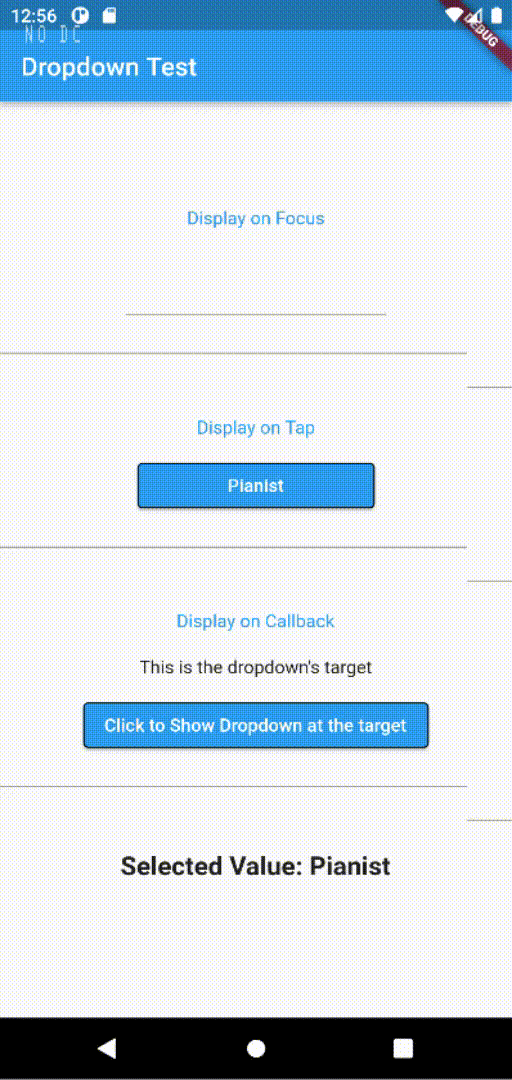 12:56
NO DC
Dropdown Test
DEBUG
Display on Focus
Display on Tap
Pianist
Display on Callback
This is the dropdown's target
Click to Show Dropdown at the target
Selected Value: Pianist